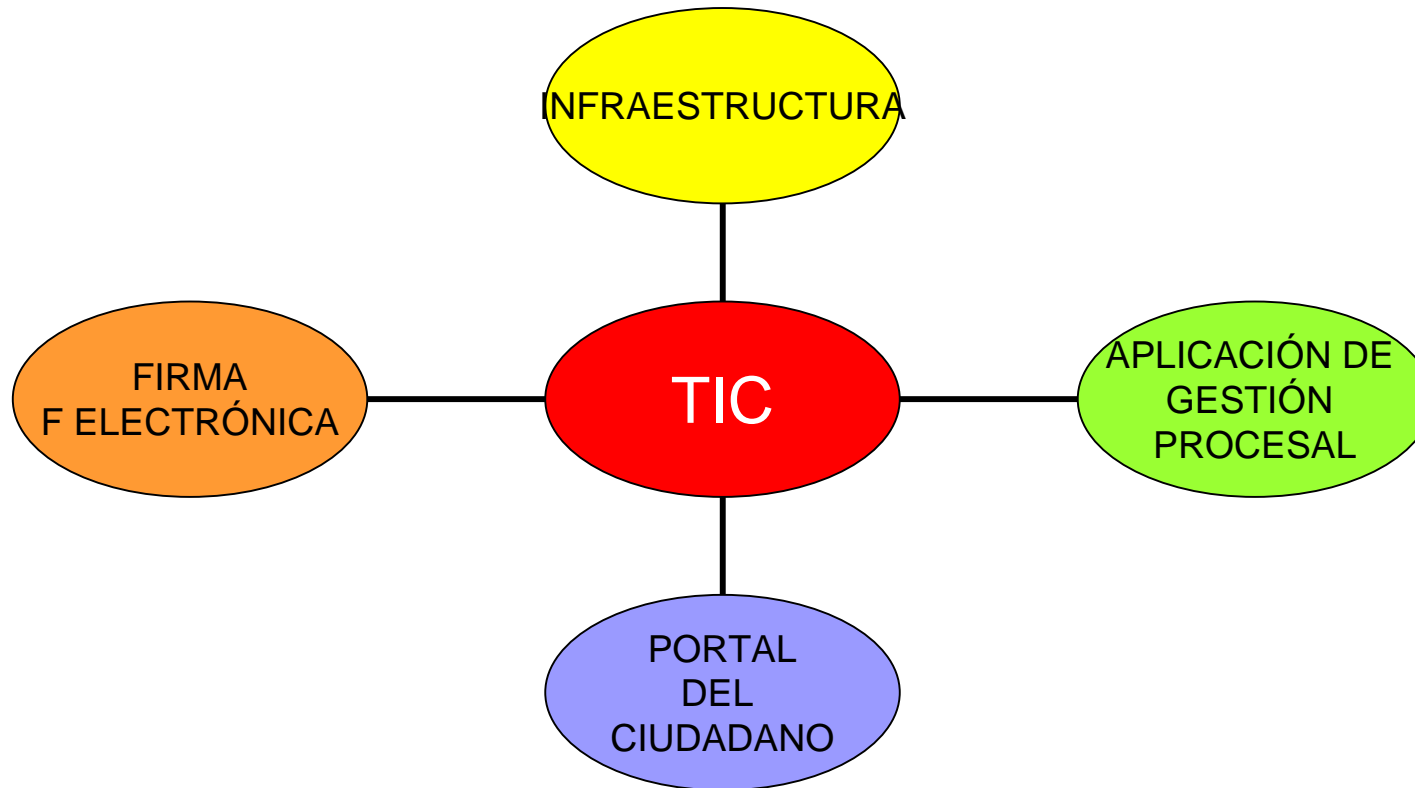 INFRAESTRUCTURA
FIRMA
F ELECTRÓNICA
TIC
APLICACIÓN DE
GESTIÓN
PROCESAL
PORTAL
DEL
CIUDADANO